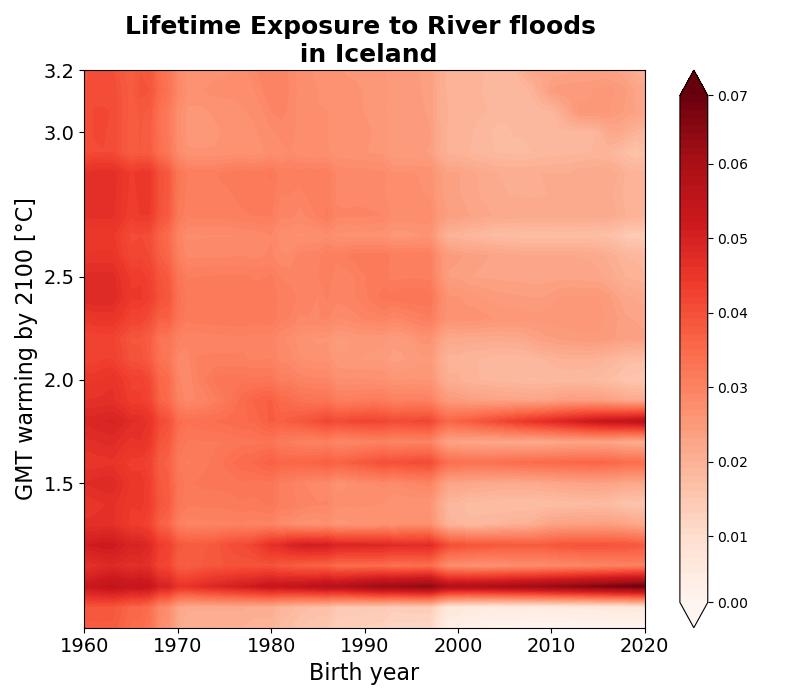 Lifetime Exposure to River floods
in Iceland
GMT warming by 2100 [°C]
3.2
3.0
2.5
2.0
1.5
1960 1970 1980 1990 2000 2010 2020
Birth year
0.07
0.06
0.05
0.04
0.03
0.02
0.01
0.00